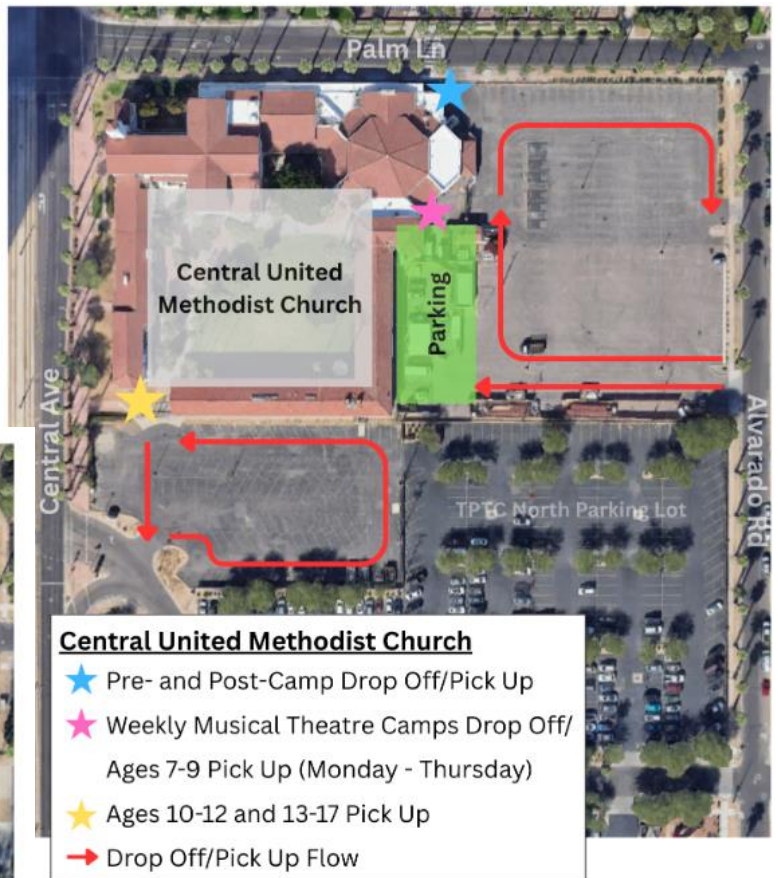 Palm Ln
Central United
Methodist Church
Parking
Central Ave
Alvarado Rd
TPTC North Parking Lot
Central United Methodist Church
Pre- and Post-Camp Drop Off/Pick Up
Weekly Musical Theatre Camps Drop Off/
Ages 7-9 Pick Up (Monday - Thursday)
Ages 10-12 and 13-17 Pick Up
Drop Off/Pick Up Flow